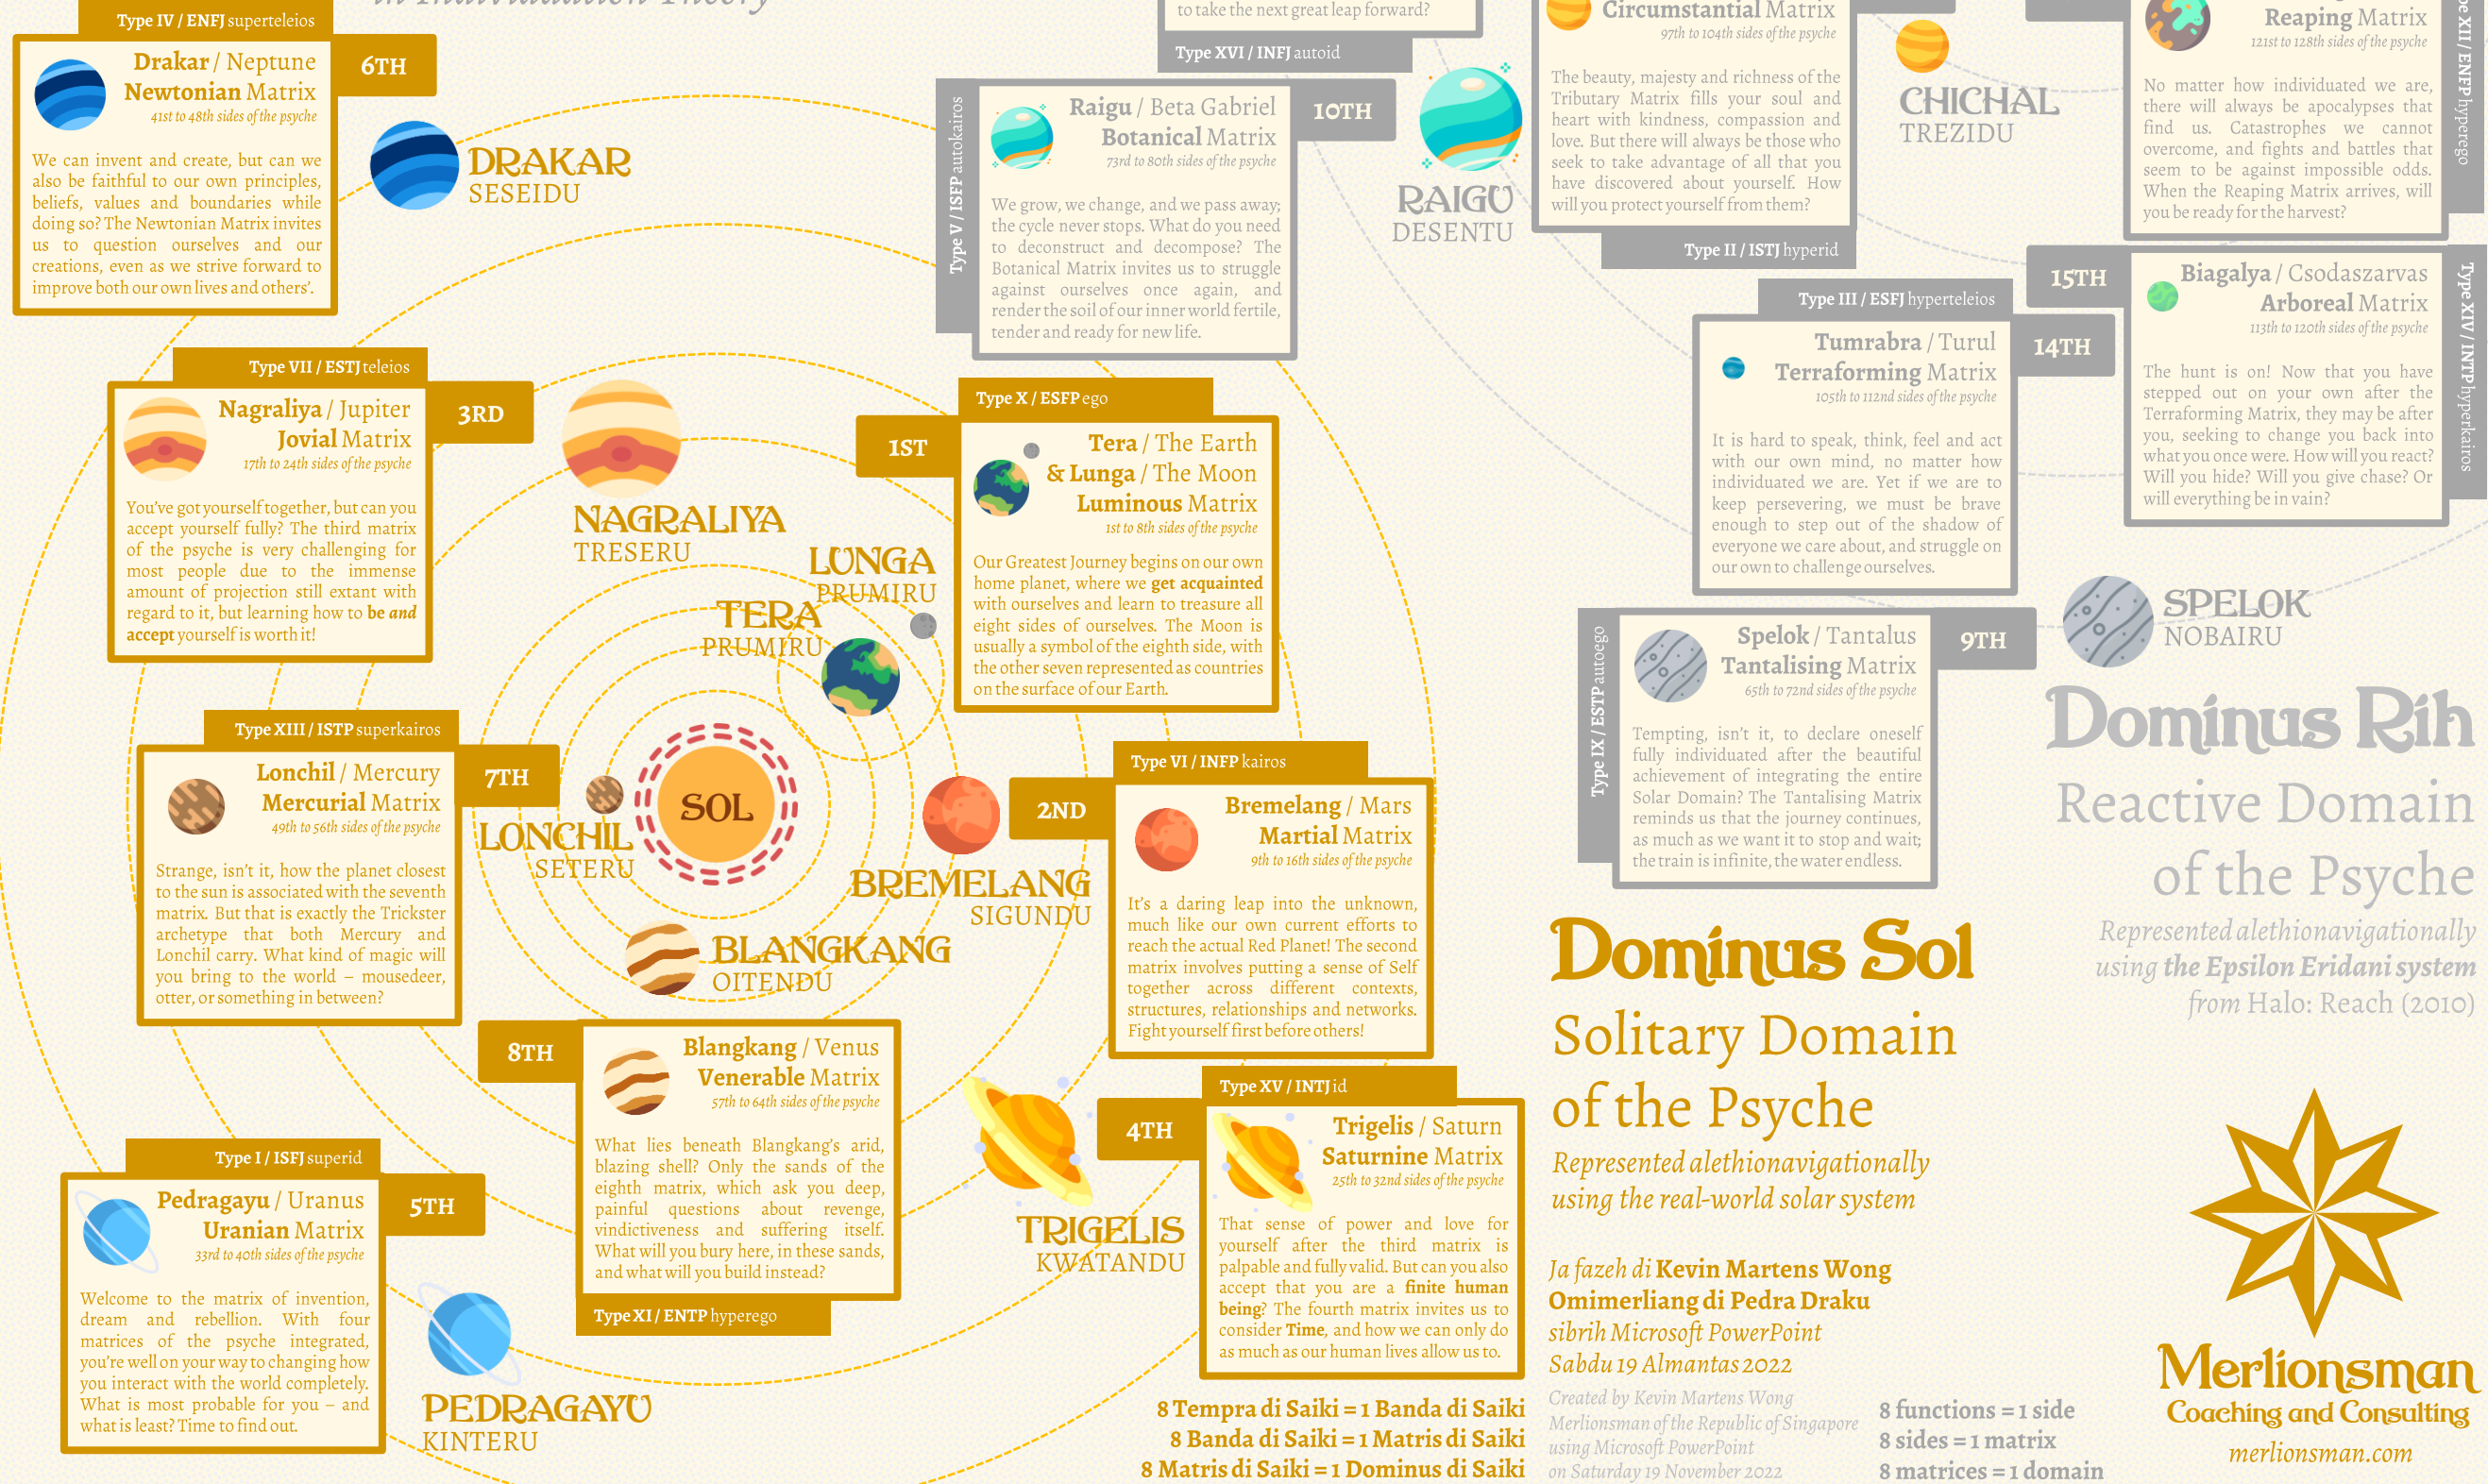 in Individuation Theory
Type IV / ENFJ superteleios
6TH
Drakar / Neptune
Newtonian Matrix
41st to 48th sides of the psyche
We can invent and create, but can we
also be faithful to our own principles,
beliefs, values and boundaries while
doing so? The Newtonian Matrix invites
us to question ourselves and our
creations, even as we strive forward to
improve both our own lives and others'.
DRAKAR
SESEIDU
to take the next great leap forward?
Type XVI / INFJ autoid
Type V / ISFP autokairos
10TH
Raigu / Beta Gabriel
Botanical Matrix
73rd to 80th sides of the psyche
We grow, we change, and we pass away;
the cycle never stops. What do you need
to deconstruct and decompose? The
Botanical Matrix invites us to struggle
against ourselves once again, and
render the soil of our inner world fertile,
tender and ready for new life.
RAIGU
DESENTU
Circumstantial Matrix
97th to 104th sides of the psyche
The beauty, majesty and richness of the
Tributary Matrix fills your soul and
heart with kindness, compassion and
love. But there will always be those who
seek to take advantage of all that you
have discovered about yourself. How
will you protect yourself from them?
Type II / ISTJ hyperid
CHICHAL
TREZIDU
Reaping Matrix
121st to 128th sides of the psyche
No matter how individuated we are,
there will always be apocalypses that
find us. Catastrophes we cannot
overcome, and fights and battles that
seem to be against impossible odds.
When the Reaping Matrix arrives, will
you be ready for the harvest?
XII / ENFP hyperego
15TH
Biagalya / Csodaszarvas
Arboreal Matrix
113th to 120th sides of the psyche
The hunt is on! Now that you have
stepped out on your own after the
Terraforming Matrix, they may be after
you, seeking to change you back into
what you once were. How will you react?
Will you hide? Will you give chase? Or
will everything be in vain?
Type XIV / INTP hyperkairos
Type III / ESFJ hyperteleios
14TH
Tumrabra / Turul
Terraforming Matrix
105th to 112nd sides of the psyche
It is hard to speak, think, feel and act
with our own mind, no matter how
individuated we are. Yet if we are to
keep persevering, we must be brave
enough to step out of the shadow of
everyone we care about, and struggle on
our own to challenge ourselves.
Type VII / ESTJ teleios
3RD
Nagraliya / Jupiter
Jovial Matrix
17th to 24th sides of the psyche
You've got yourself together, but can you
accept yourself fully? The third matrix
of the psyche is very challenging for
most people due to the immense
amount of projection still extant with
regard to it, but learning how to be and
accept yourself is worth it!
NAGRALIYA
TRESERU
Type X / ESFP ego
1ST
Tera / The Earth
& Lunga / The Moon
Luminous Matrix
1st to 8th sides of the psyche
Our Greatest Journey begins on our own
home planet, where we get acquainted
with ourselves and learn to treasure all
eight sides of ourselves. The Moon is
usually a symbol of the eighth side, with
the other seven represented as countries
on the surface of our Earth.
LUNGA
PRUMIRU
TERA
PRUMIRU
Type IX / ESTP autoego
9TH
Spelok / Tantalus
Tantalising Matrix
65th to 72nd sides of the psyche
Tempting, isn't it, to declare oneself
fully individuated after the beautiful
achievement of integrating the entire
Solar Domain? The Tantalising Matrix
reminds us that the journey continues,
as much as we want it to stop and wait;
the train is infinite, the water endless.
SPELOK
NOBAIRU
Dominus Rih
Reactive Domain
of the Psyche
Represented alethionavigationally
using the Epsilon Eridani system
from Halo: Reach (2010)
Type XIII / ISTP superkairos
7TH
Lonchil / Mercury
Mercurial Matrix
49th to 56th sides of the psyche
Strange, isn't it, how the planet closest
to the sun is associated with the seventh
matrix. But that is exactly the Trickster
archetype that both Mercury and
Lonchil carry. What kind of magic will
you bring to the world – mousedeer,
otter, or something in between?
LONCHIL
SETERU
SOL
Type VI / INFP kairos
2ND
Bremelang / Mars
Martial Matrix
9th to 16th sides of the psyche
It's a daring leap into the unknown,
much like our own current efforts to
reach the actual Red Planet! The second
matrix involves putting a sense of Self
together across different contexts,
structures, relationships and networks.
Fight yourself first before others!
BREMELANG
SIGUNDU
BLANGKANG
OITENDU
8TH
Blangkang / Venus
Venerable Matrix
57th to 64th sides of the psyche
What lies beneath Blangkang's arid,
blazing shell? Only the sands of the
eighth matrix, which ask you deep,
painful questions about revenge,
vindictiveness and suffering itself.
What will you bury here, in these sands,
and what will you build instead?
Type XI / ENTP hyperego
Type XV / INTJ id
4TH
Trigelis / Saturn
Saturnine Matrix
25th to 32nd sides of the psyche
That sense of power and love for
yourself after the third matrix is
palpable and fully valid. But can you also
accept that you are a finite human
being? The fourth matrix invites us to
consider Time, and how we can only do
as much as our human lives allow us to.
TRIGELIS
KWATANDU
Type I / ISFJ superid
5TH
Pedragayu / Uranus
Uranian Matrix
33rd to 40th sides of the psyche
Welcome to the matrix of invention,
dream and rebellion. With four
matrices of the psyche integrated,
you're well on your way to changing how
you interact with the world completely.
What is most probable for you – and
what is least? Time to find out.
PEDRAGAYU
KINTERU
Dominus Sol
Solitary Domain
of the Psyche
Represented alethionavigationally
using the real-world solar system
Ja fazeh di Kevin Martens Wong
Omimerliang di Pedra Draku
sibrih Microsoft PowerPoint
Sabdu 19 Almantas 2022
Created by Kevin Martens Wong
Merlionsman of the Republic of Singapore
using Microsoft PowerPoint
on Saturday 19 November 2022
8 Tempra di Saiki = 1 Banda di Saiki
8 Banda di Saiki = 1 Matris di Saiki
8 Matris di Saiki = 1 Dominus di Saiki
8 functions = 1 side
8 sides = 1 matrix
8 matrices = 1 domain
Merlionsman
Coaching and Consulting
merlionsman.com